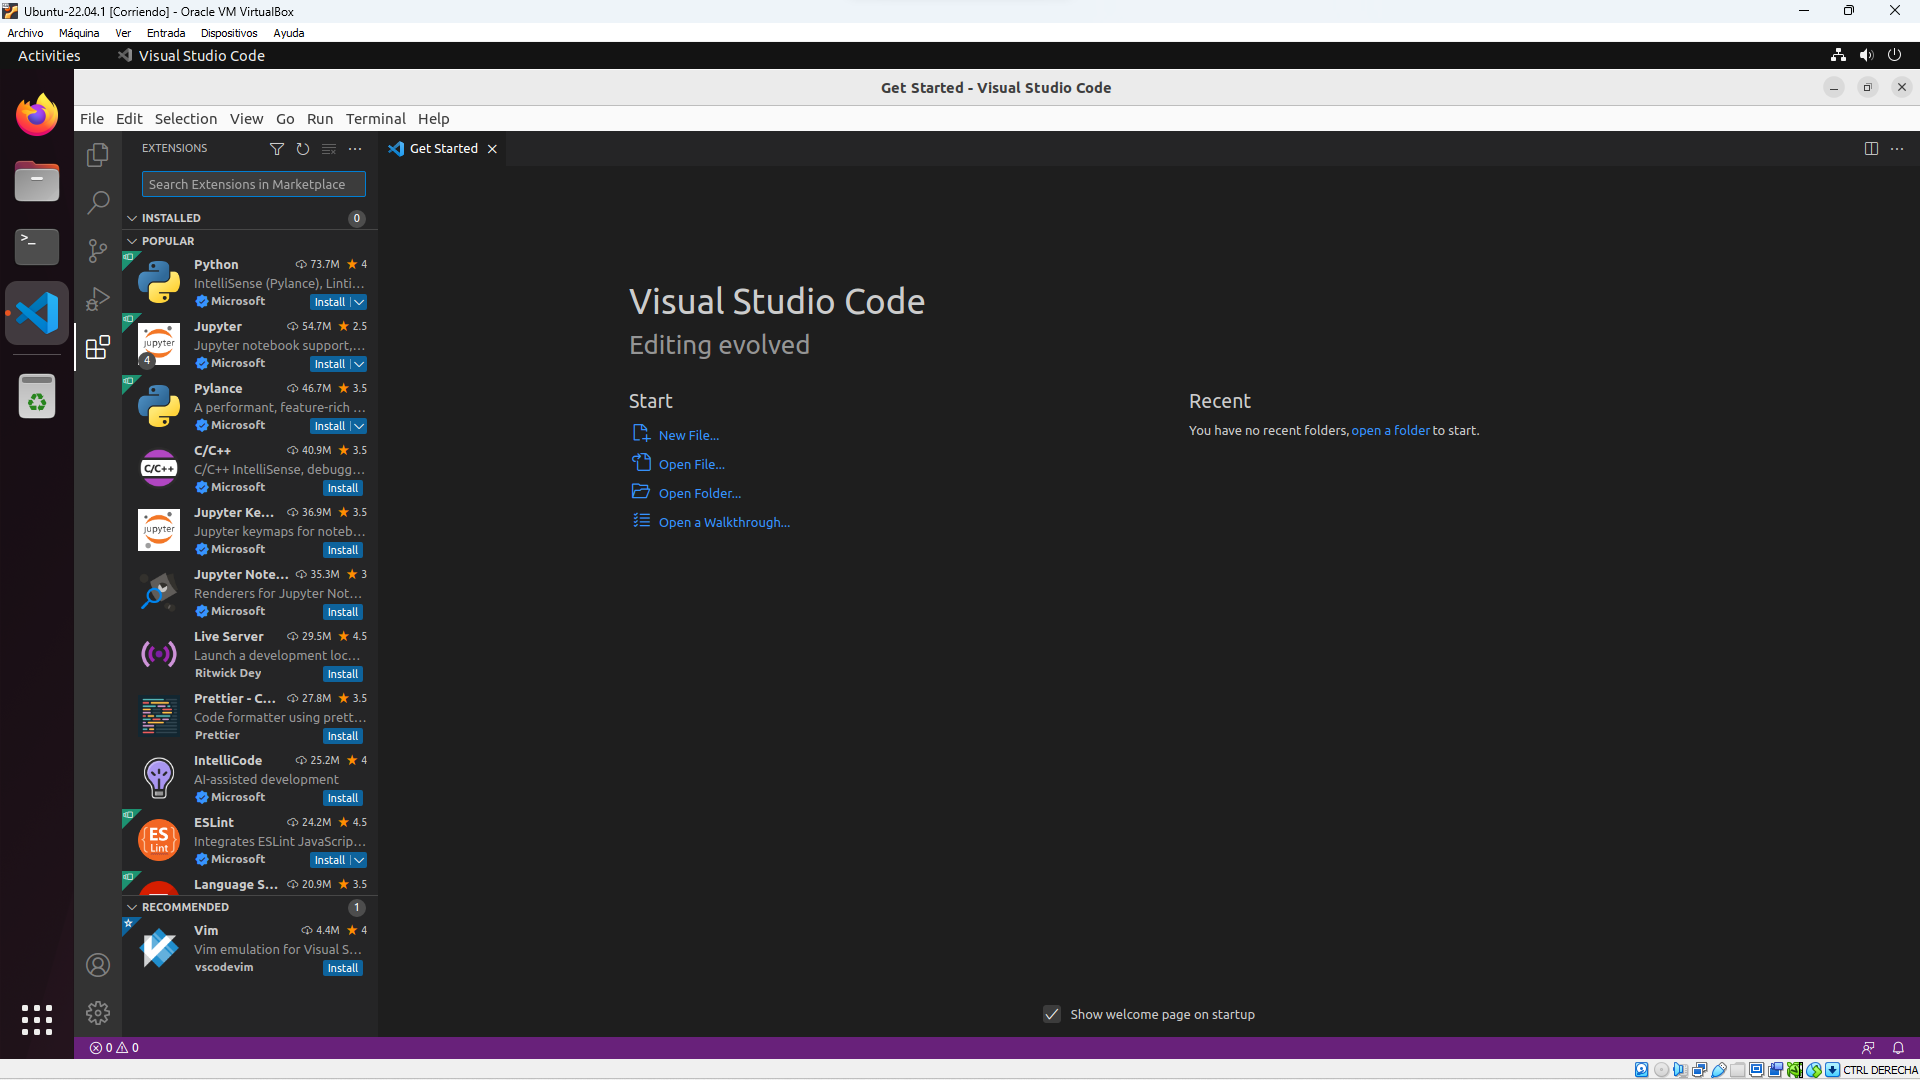 Ubuntu-22.04.1 [Corriendo] - Oracle VM VirtualBox
Archivo Máquina Ver Entrada Dispositivos Ayuda
Activities Visual Studio Code
Get Started - Visual Studio Code
File Edit Selection View Go Run Terminal Help
EXTENSIONS
Get Started
Search Extensions in Marketplace
INSTALLED 0
POPULAR
Python 73.7M 4
IntelliSense (Pylance), Linti...
Microsoft Install
Jupyter 54.7M 2.5
Jupyter notebook support,...
Microsoft Install
jupyter
4
Pylance 46.7M 3.5
A performant, feature-rich ...
Microsoft Install
C/C++ 40.9M 3.5
C/C++ IntelliSense, debugg...
Microsoft Install
C/C++
Jupyter Ke... 36.9M 3.5
Jupyter keymaps for noteb...
Microsoft Install
jupyter
Jupyter Note... 35.3M 3
Renderers for Jupyter Not...
Microsoft Install
Live Server 29.5M 4.5
Launch a development loc...
Ritwick Dey Install
Prettier - C... 27.8M 3.5
Code formatter using prett...
Prettier Install
IntelliCode 25.2M 4
AI-assisted development
Microsoft Install
ESLint 24.2M 4.5
Integrates ESLint JavaScrip...
Microsoft Install
{ES}
Lint
Language S... 20.9M 3.5
RECOMMENDED 1
Vim 4.4M 4
Vim emulation for Visual S...
vscodevim Install
Visual Studio Code
Editing evolved
Start
New File...
Open File...
Open Folder...
Open a Walkthrough...
Recent
You have no recent folders, open a folder to start.
Show welcome page on startup
0 0
CTRL DERECHA